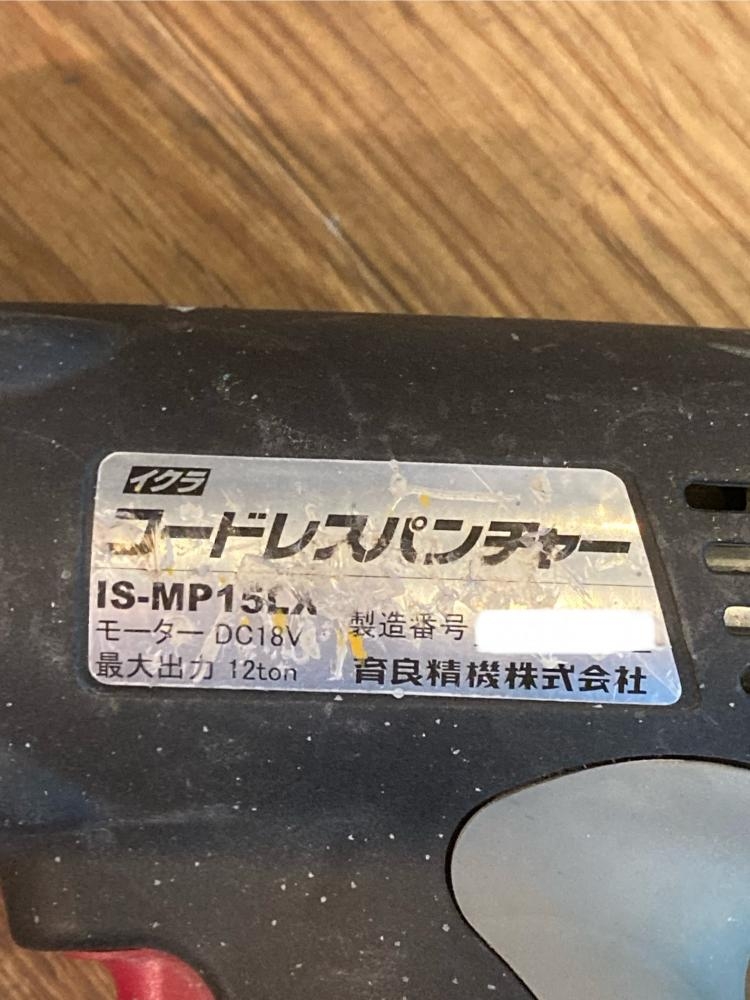 イクラ
コードレスパンチャー
IS-MP15LX
モーター DC18V
製造番号
最大出力 12ton
育良精機株式会社